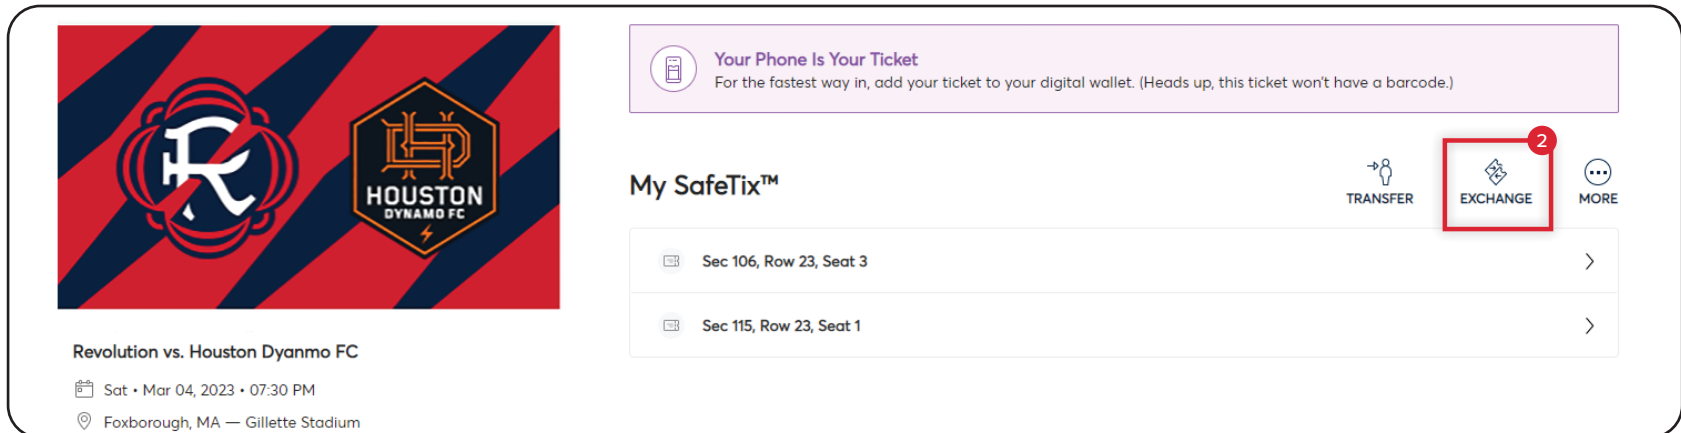 R
HD
HOUSTON
DYNAMO FC
Revolution vs. Houston Dyanmo FC
Sat • Mar 04, 2023 • 07:30 PM
Foxborough, MA — Gillette Stadium
Your Phone Is Your Ticket
For the fastest way in, add your ticket to your digital wallet. (Heads up, this ticket won't have a barcode.)
My SafeTix™
TRANSFER
2
EXCHANGE
MORE
Sec 106, Row 23, Seat 3
Sec 115, Row 23, Seat 1